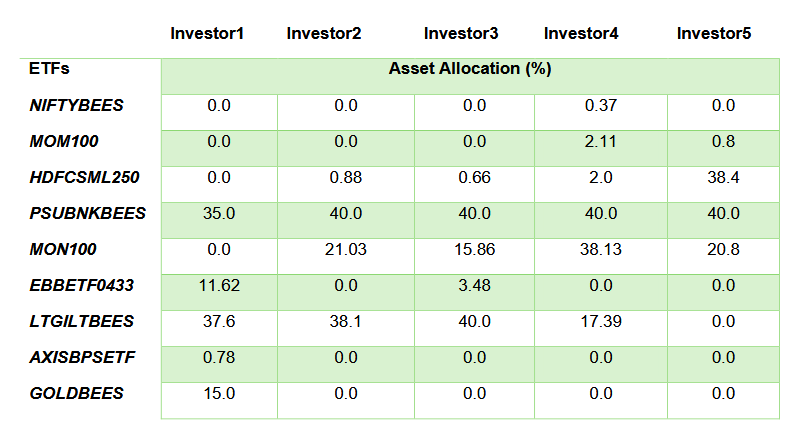 Investor1 Investor2 Investor3 Investor4 Investor5
ETFs Asset Allocation (%)
NIFTYBEES 0.0 0.0 0.0 0.37 0.0
MOM100 0.0 0.0 0.0 2.11 0.8
HDFCSML250 0.0 0.88 0.66 2.0 38.4
PSUBNKBEES 35.0 40.0 40.0 40.0 40.0
MON100 0.0 21.03 15.86 38.13 20.8
EBBETF0433 11.62 0.0 3.48 0.0 0.0
LTGILTBEES 37.6 38.1 40.0 17.39 0.0
AXISBPSETF 0.78 0.0 0.0 0.0 0.0
GOLDBEES 15.0 0.0 0.0 0.0 0.0